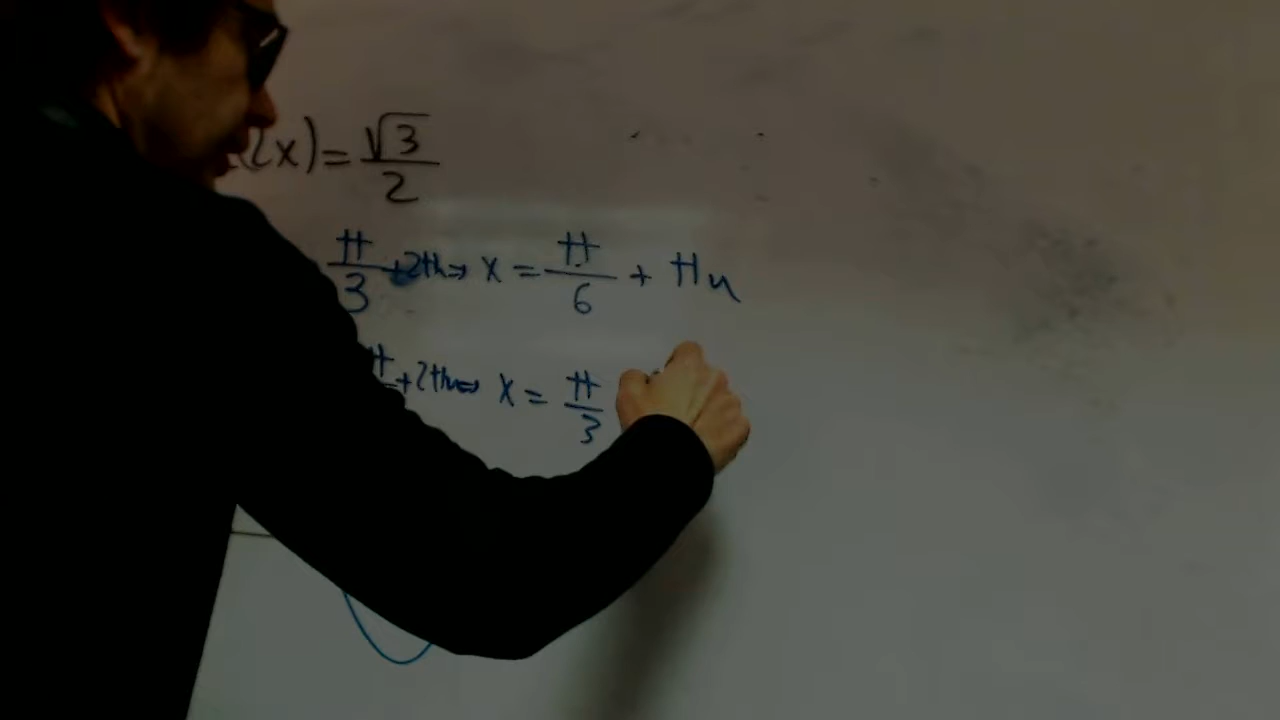 (2x) = √3/2
π/3 + 2πn ⇒ x = π/6 + πn
π + 2πn ⇒ x = π/3